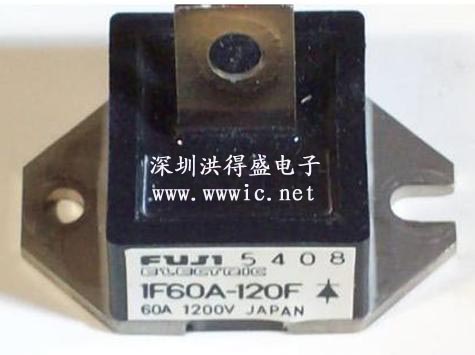 深圳洪得盛电子
www.wwwic.net
FUJI 5408
ELECTRIC
1F60A-120F
60A 1200V JAPAN